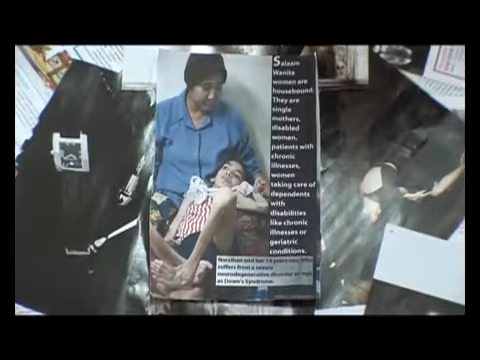 Salaam
Wanita
women are
housebound.
They are
single
mothers,
disabled
women,
patients with
chronic
illnesses,
women
taking care of
dependents
with
disabilities
like chronic
illnesses or
geriatric
conditions.
Norzihan and her 14 years son, who
suffers from a severe
neurodegenerative disorder as well
as Down's Syndrome.